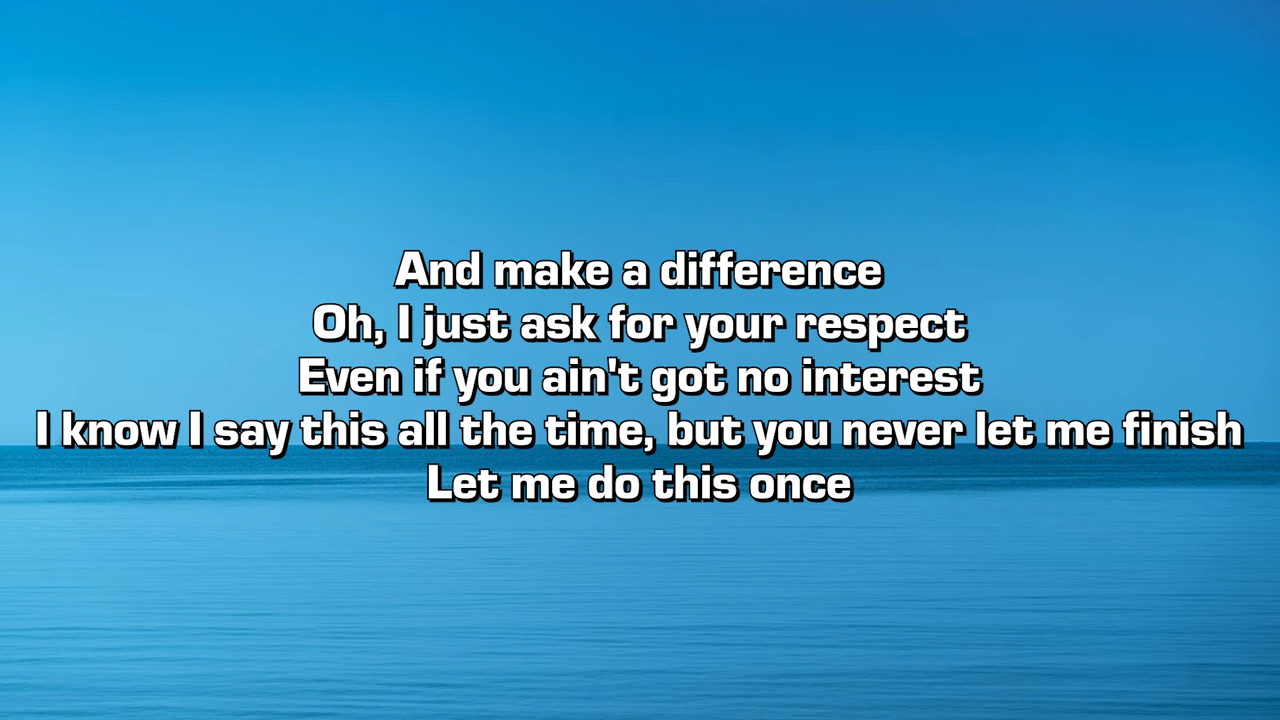 And make a difference
Oh, I just ask for your respect
Even if you ain't got no interest
I know I say this all the time, but you never let me finish
Let me do this once